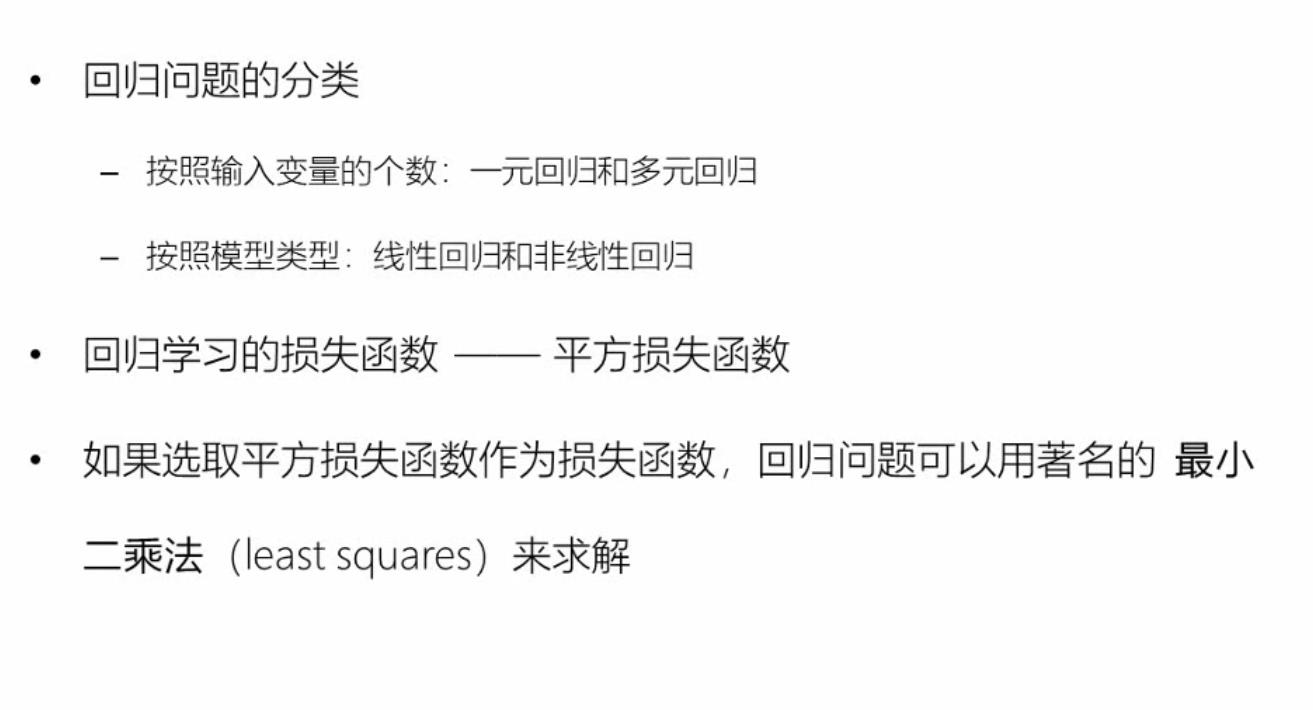 • 回归问题的分类
– 按照输入变量的个数：一元回归和多元回归
– 按照模型类型：线性回归和非线性回归
• 回归学习的损失函数 —— 平方损失函数
• 如果选取平方损失函数作为损失函数，回归问题可以用著名的 最小
二乘法（least squares）来求解